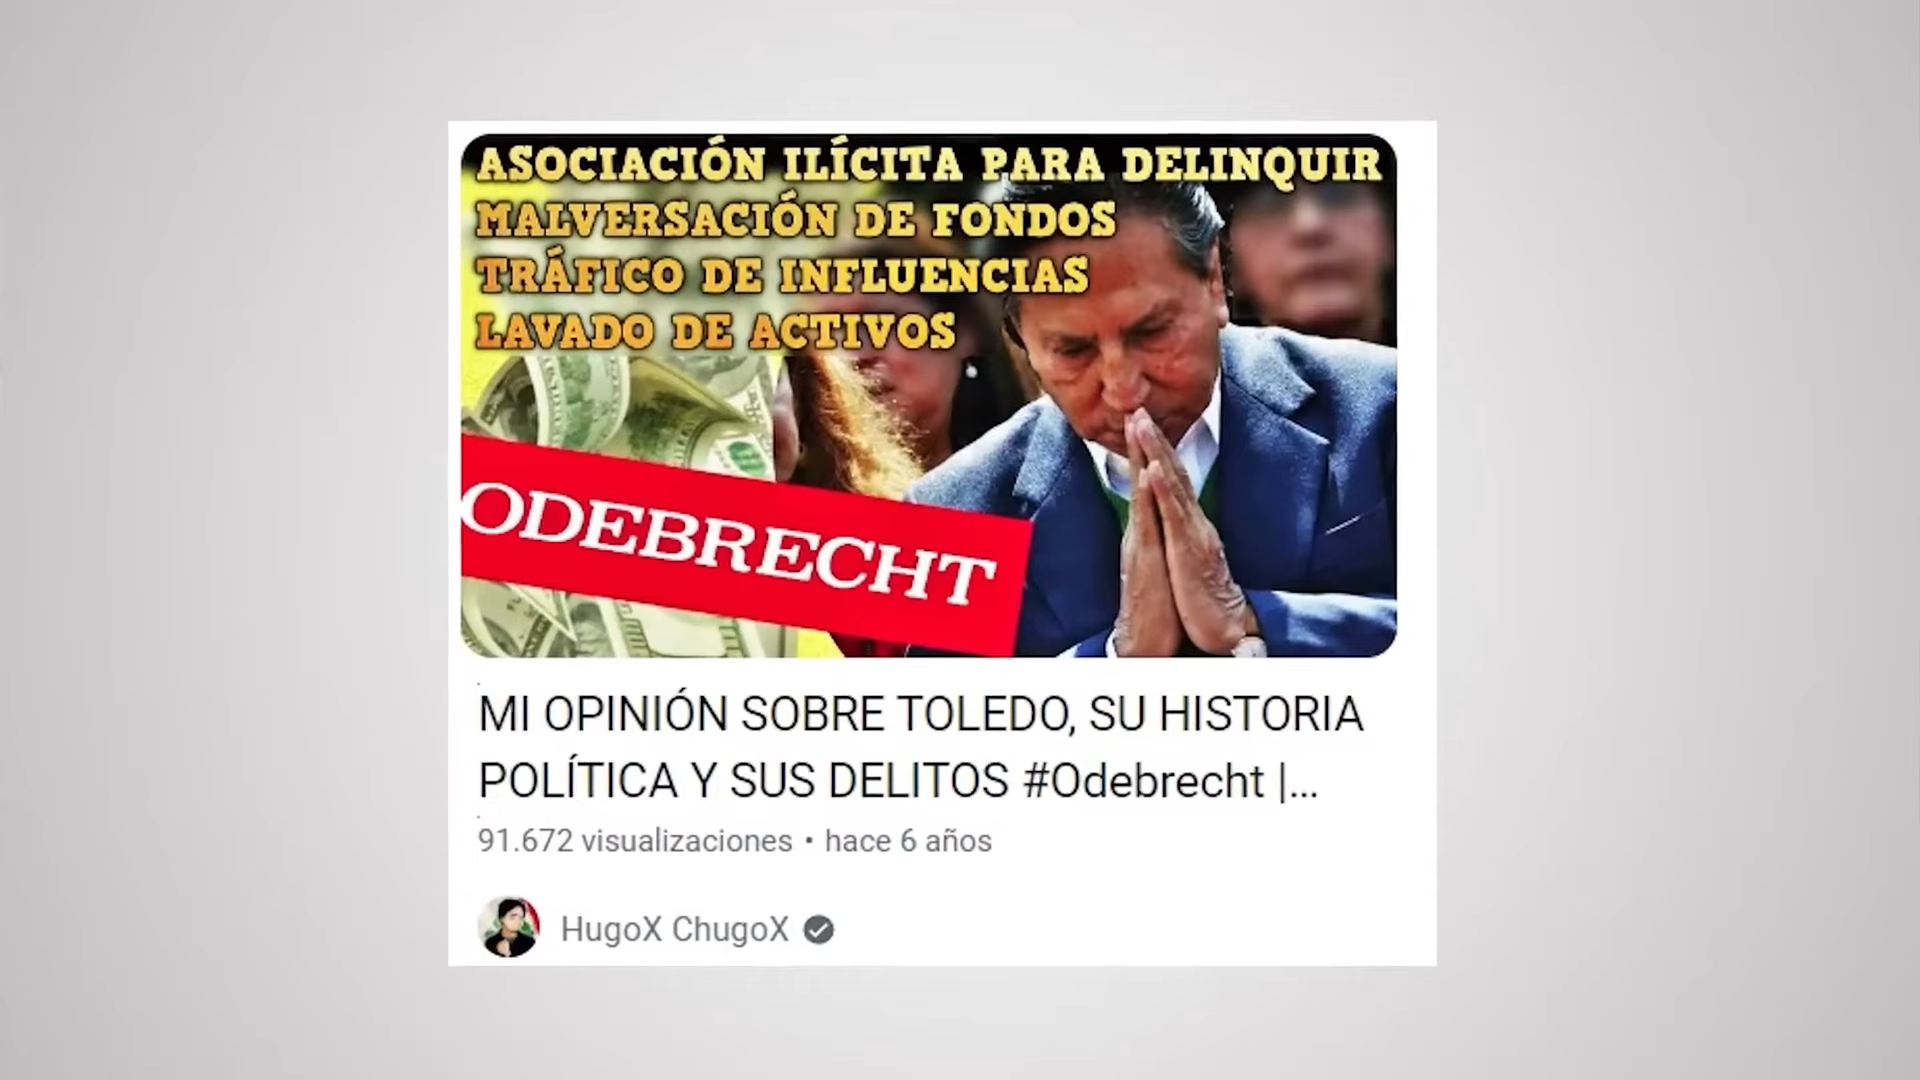 ASOCIACIÓN ILÍCITA PARA DELINQUIR
MALVERSACIÓN DE FONDOS
TRÁFICO DE INFLUENCIAS
LAVADO DE ACTIVOS
ODEBRECHT
MI OPINIÓN SOBRE TOLEDO, SU HISTORIA
POLÍTICA Y SUS DELITOS #Odebrecht |...
91.672 visualizaciones • hace 6 años
HugoX ChugoX